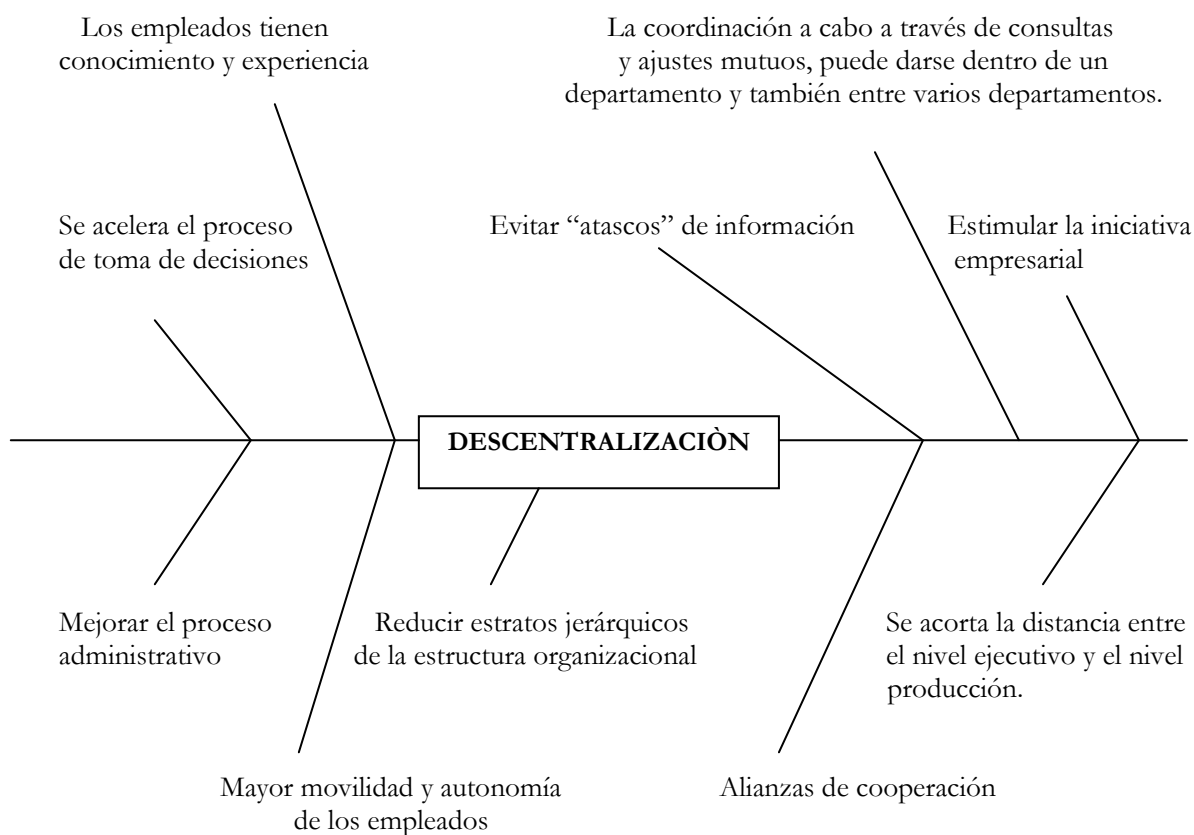 Los empleados tienen
conocimiento y experiencia
La coordinación a cabo a través de consultas
y ajustes mutuos, puede darse dentro de un
departamento y también entre varios departamentos.
Se acelera el proceso
de toma de decisiones
Evitar “atascos” de información
Estimular la iniciativa
empresarial
DESCENTRALIZACIÒN
Mejorar el proceso
administrativo
Reducir estratos jerárquicos
de la estructura organizacional
Se acorta la distancia entre
el nivel ejecutivo y el nivel
producción.
Mayor movilidad y autonomía
de los empleados
Alianzas de cooperación